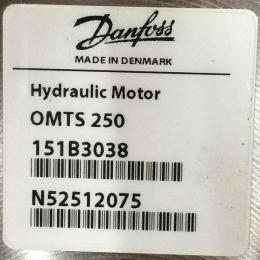 Danfoss
MADE IN DENMARK
Hydraulic Motor
OMTS 250
151B3038
N52512075